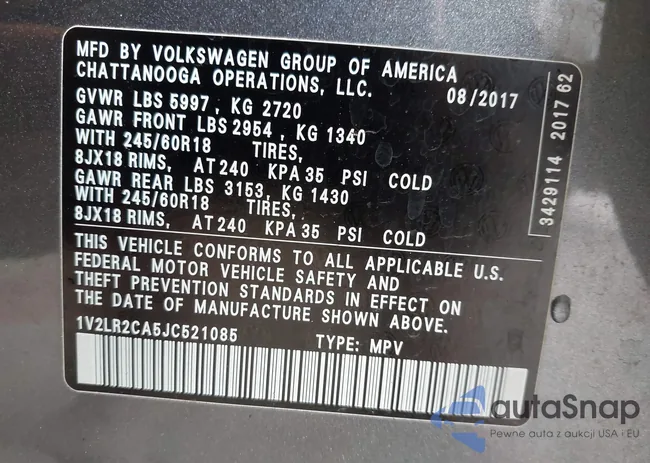 MFD BY VOLKSWAGEN GROUP OF AMERICA
CHATTANOOGA OPERATIONS, LLC. 08/2017
GVWR LBS 5997, KG 2720
GAWR FRONT LBS 2954, KG 1340
WITH 245/60R18 TIRES,
8JX18 RIMS, AT 240 KPA 35 PSI COLD
GAWR REAR LBS 3153, KG 1430
WITH 245/60R18 TIRES,
8JX18 RIMS, AT 240 KPA 35 PSI COLD
THIS VEHICLE CONFORMS TO ALL APPLICABLE U.S.
FEDERAL MOTOR VEHICLE SAFETY AND
THEFT PREVENTION STANDARDS IN EFFECT ON
THE DATE OF MANUFACTURE SHOWN ABOVE.
1V2LR2CA5JC521085 TYPE: MPV
3429114 2017 62
autaSnap
Pewne auta z aukcji USA i EU